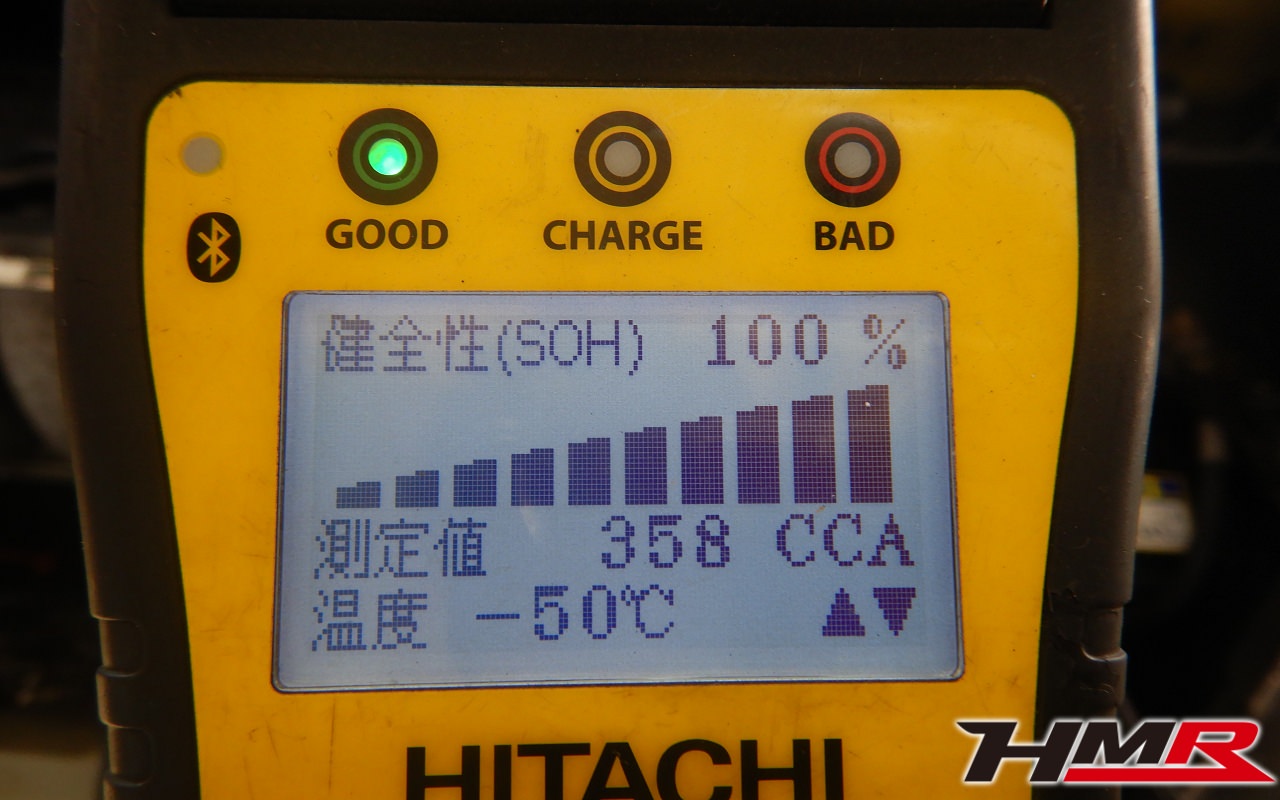 GOOD
CHARGE
BAD
健全性(SOH) 100 %
測定値 358 CCA
温度 -50℃ ▲▼
HITACHI
HMR